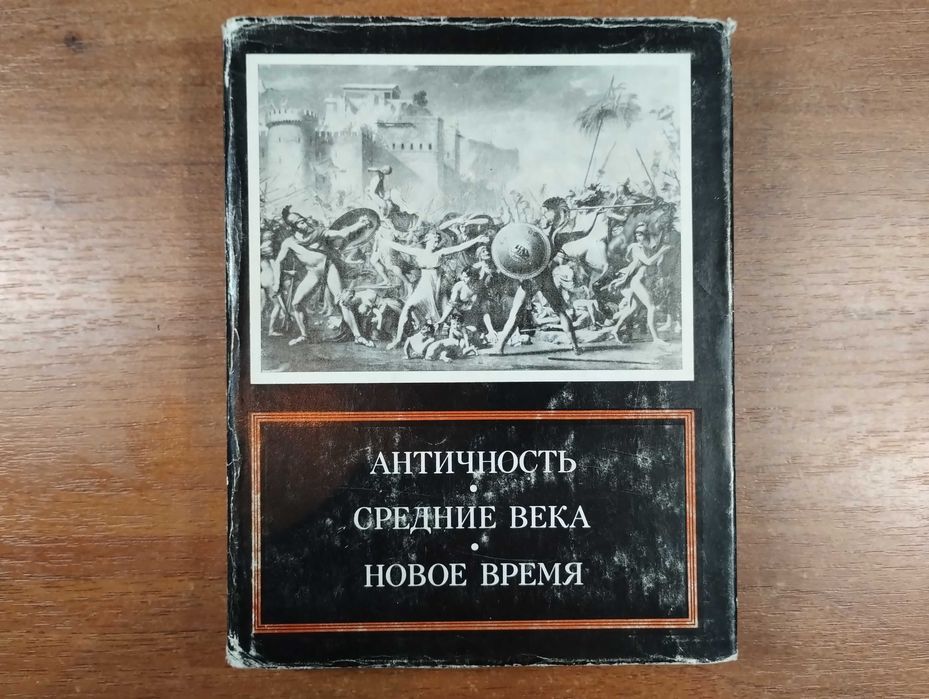 АНТИЧНОСТЬ
•
СРЕДНИЕ ВЕКА
•
НОВОЕ ВРЕМЯ